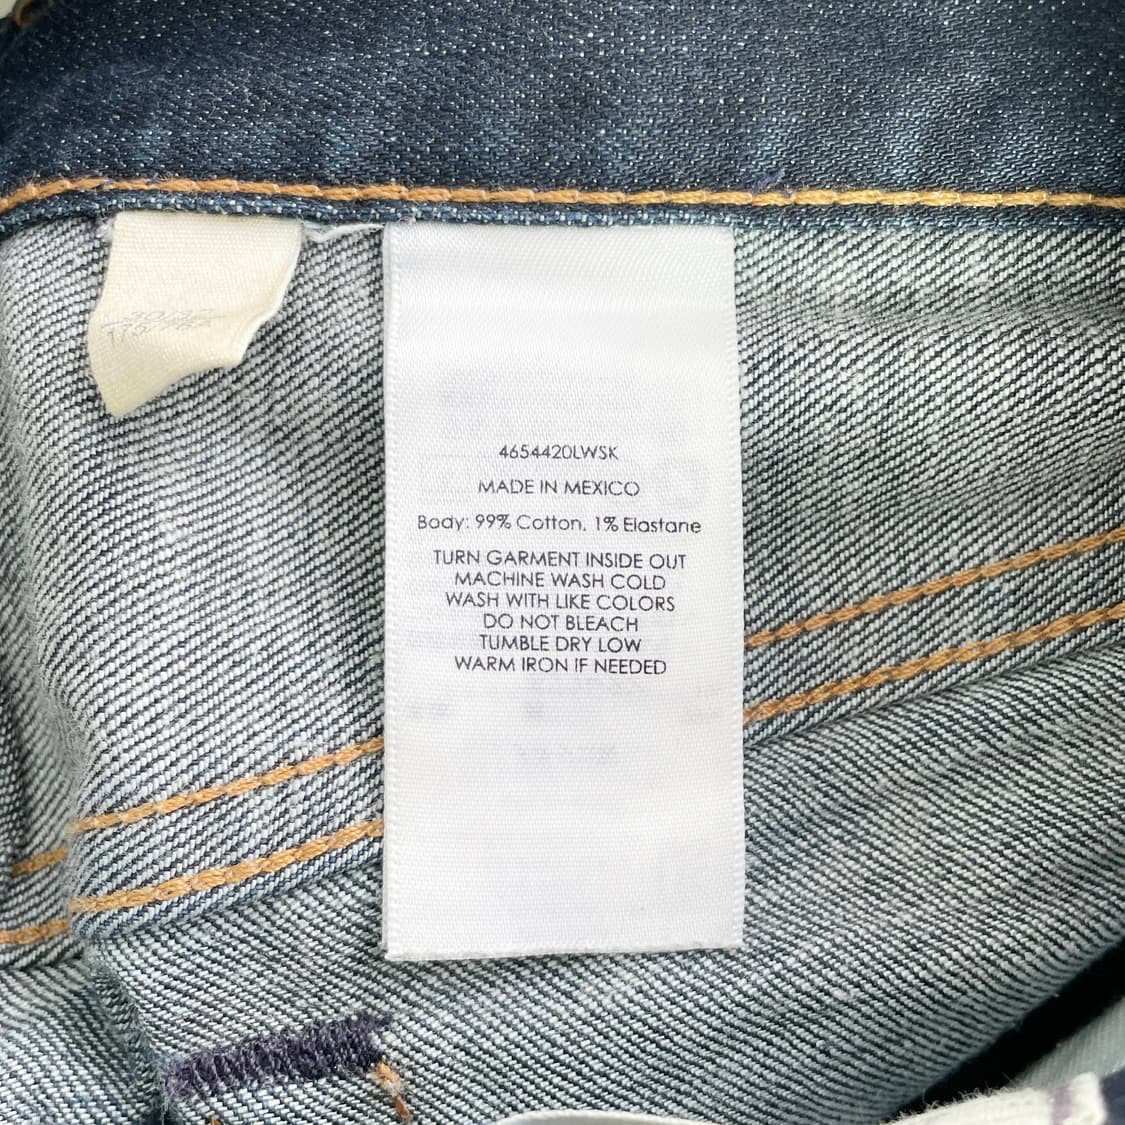 4654420LWSK
MADE IN MEXICO
Body: 99% Cotton, 1% Elastane
TURN GARMENT INSIDE OUT
MACHINE WASH COLD
WASH WITH LIKE COLORS
DO NOT BLEACH
TUMBLE DRY LOW
WARM IRON IF NEEDED